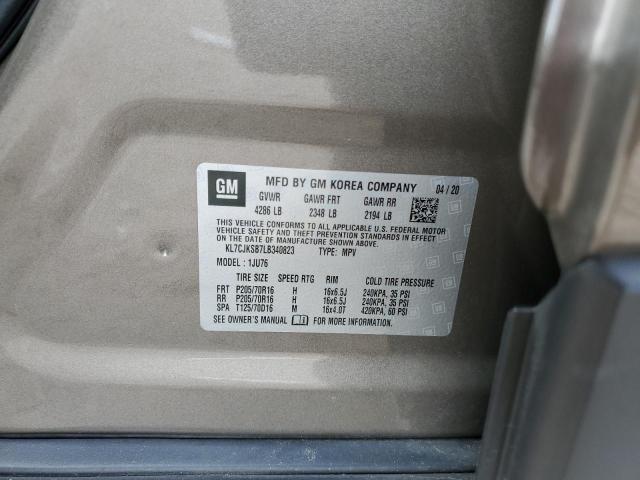 GM
MFD BY GM KOREA COMPANY 04 / 20
GVWR GAWR FRT GAWR RR
4286 LB 2348 LB 2194 LB
THIS VEHICLE CONFORMS TO ALL APPLICABLE U.S. FEDERAL MOTOR
VEHICLE SAFETY AND THEFT PREVENTION STANDARDS IN EFFECT
ON THE DATE OF MANUFACTURE SHOWN ABOVE.
KL7CJKSB7LB340823 TYPE: MPV
MODEL : 1JU76
TIRE SIZE SPEED RTG RIM COLD TIRE PRESSURE
FRT P205/70R16 H 16x6.5J 240KPA, 35 PSI
RR P205/70R16 H 16x6.5J 240KPA, 35 PSI
SPA T125/70D16 M 16x4.0T 420KPA, 60 PSI
SEE OWNER'S MANUAL FOR MORE INFORMATION.